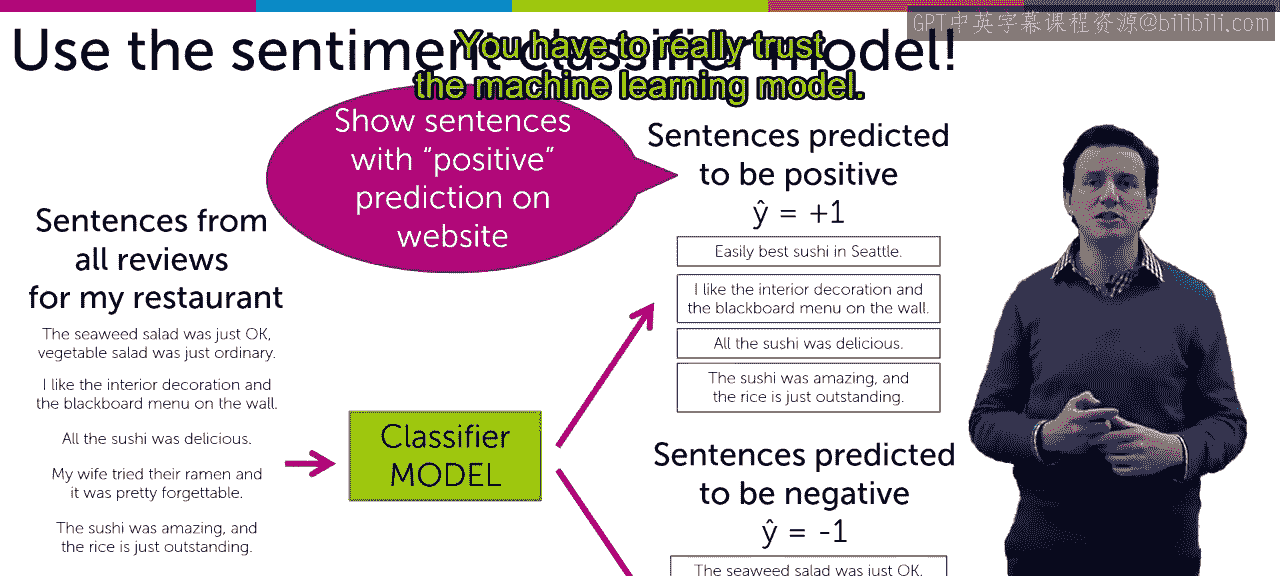 GPT中英字幕课程资源@bilibili.com
Use the sentiment classifier model!
You have to really trust
the machine learning model.
Show sentences
with “positive”
prediction on
website
Sentences from
all reviews
for my restaurant
The seaweed salad was just OK,
vegetable salad was just ordinary.
I like the interior decoration and
the blackboard menu on the wall.
All the sushi was delicious.
My wife tried their ramen and
it was pretty forgettable.
The sushi was amazing, and
the rice is just outstanding.
Classifier
MODEL
Sentences predicted
to be positive
ŷ = +1
Easily best sushi in Seattle.
I like the interior decoration and
the blackboard menu on the wall.
All the sushi was delicious.
The sushi was amazing, and
the rice is just outstanding.
Sentences predicted
to be negative
ŷ = -1
The seaweed salad was just OK,